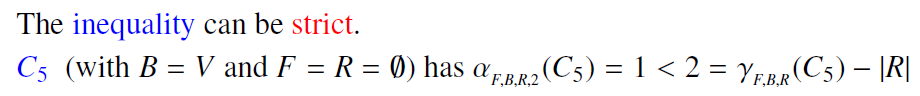 The inequality can be strict.
C₅ (with B = V and F = R = ∅) has α_{F,B,R,2}(C₅) = 1 < 2 = γ_{F,B,R}(C₅) − |R|